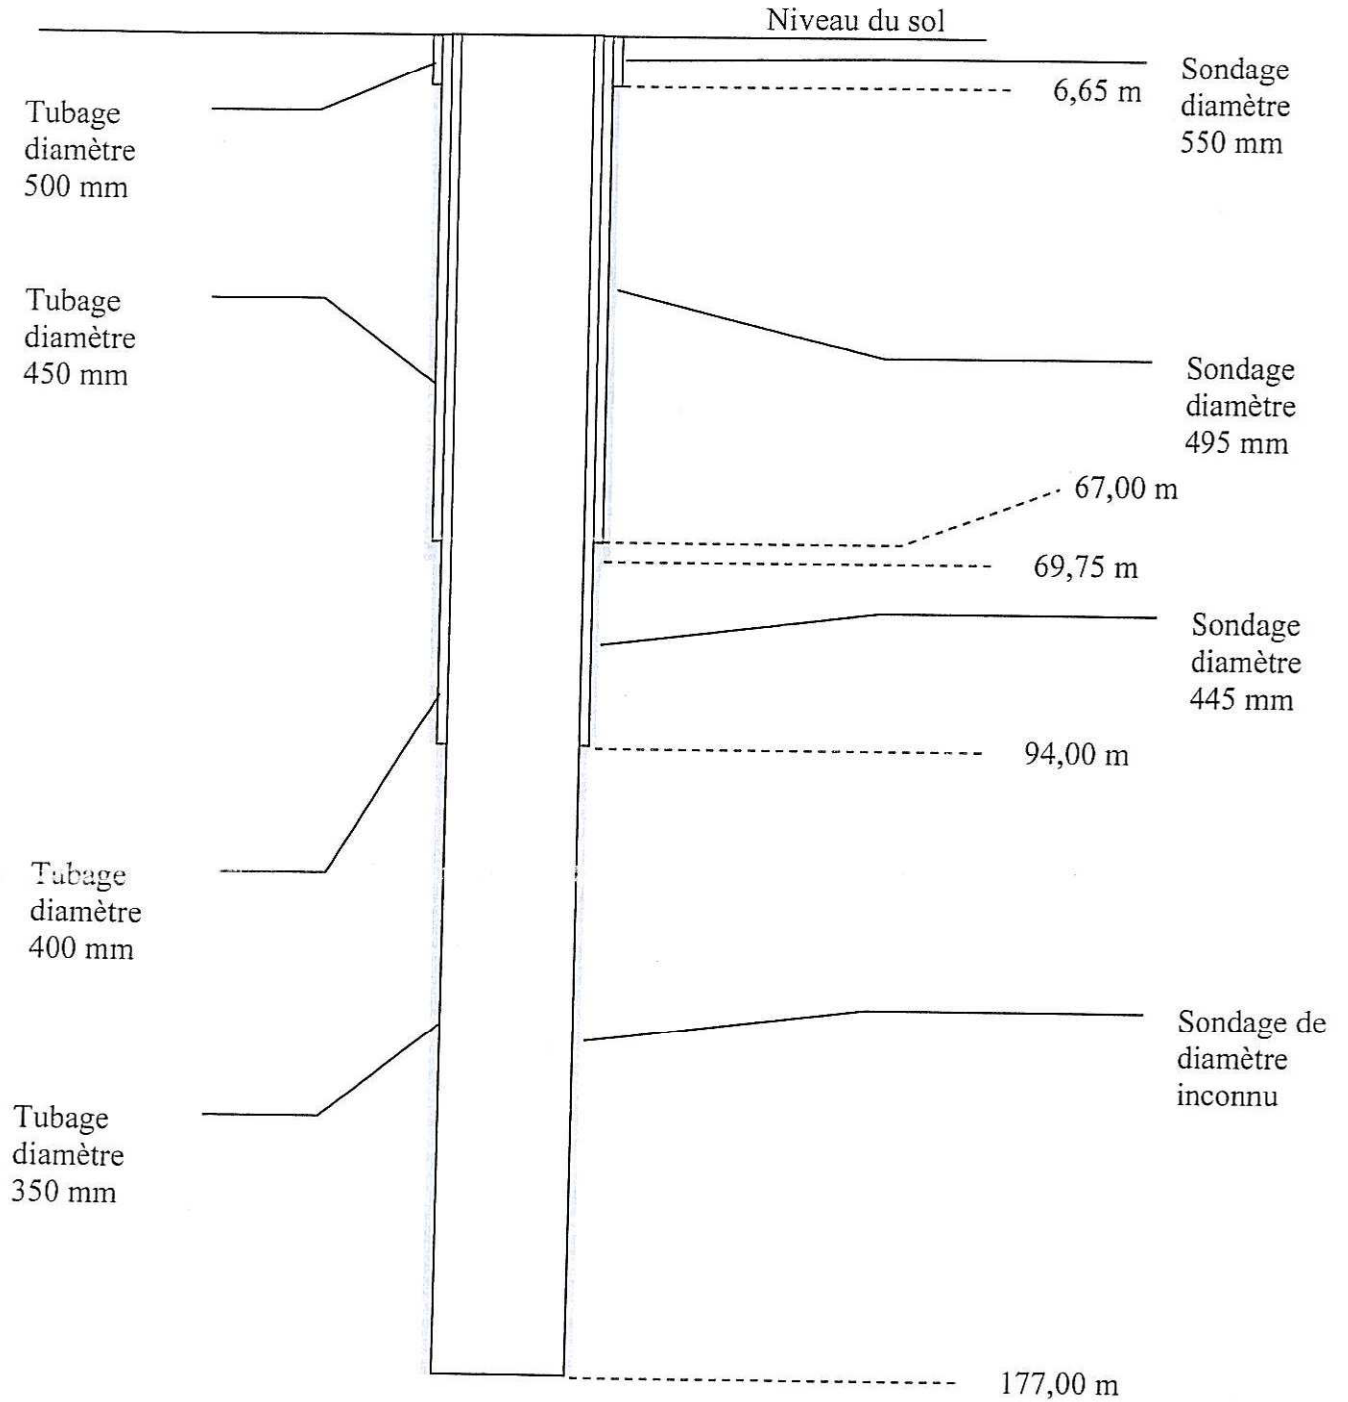 Niveau du sol
Sondage
diamètre
550 mm
6,65 m
Tubage
diamètre
500 mm
Tubage
diamètre
450 mm
Sondage
diamètre
495 mm
67,00 m
69,75 m
Sondage
diamètre
445 mm
94,00 m
Tubage
diamètre
400 mm
Sondage de
diamètre
inconnu
Tubage
diamètre
350 mm
177,00 m